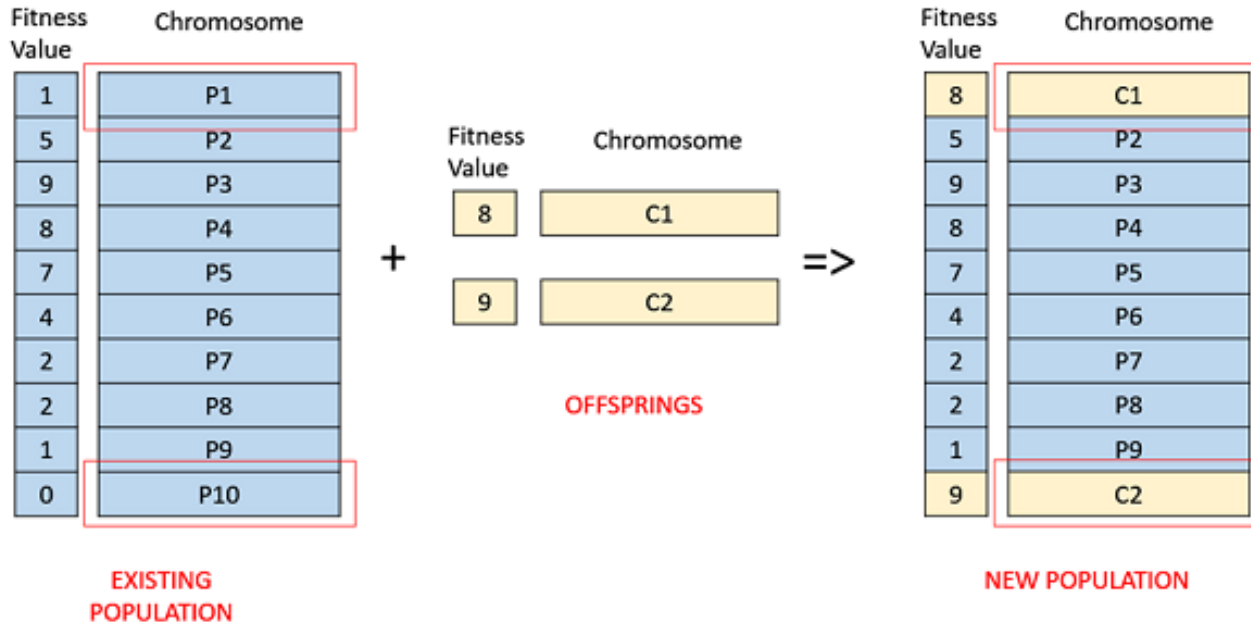 Fitness
Value
Chromosome
1 P1
5 P2
9 P3
8 P4
7 P5
4 P6
2 P7
2 P8
1 P9
0 P10
EXISTING
POPULATION
+
Fitness
Value
Chromosome
8 C1
9 C2
OFFSPRINGS
=>
Fitness
Value
Chromosome
8 C1
5 P2
9 P3
8 P4
7 P5
4 P6
2 P7
2 P8
1 P9
9 C2
NEW POPULATION